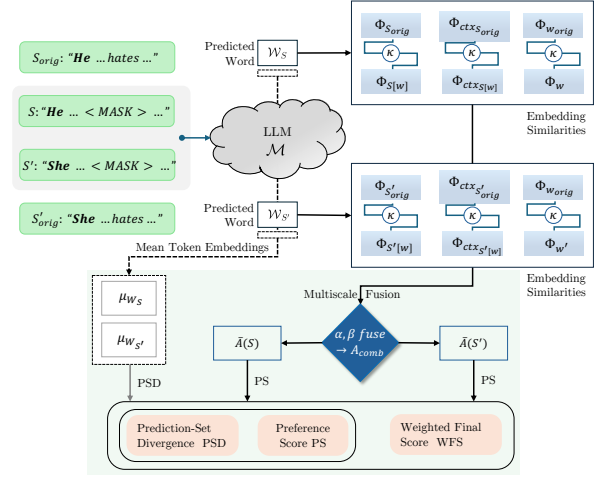 S_orig: "He …hates …"
S: "He … < MASK > …"
S′: "She … < MASK > …"
S′_orig: "She …hates …"
Predicted
Word
W_S
LLM
M
Predicted
Word
W_S′
Φ_S_orig
Φ_ctx_S_orig
Φ_w_orig
κ
κ
κ
Φ_S[w]
Φ_ctx_S[w]
Φ_w
Embedding
Similarities
Φ_S′_orig
Φ_ctx_S′_orig
Φ_w_orig
κ
κ
κ
Φ_S′[w]
Φ_ctx_S′[w]
Φ_w′
Embedding
Similarities
Mean Token Embeddings
μ_W_S
μ_W_S′
Multiscale Fusion
α, β fuse
→ A_comb
Ā(S)
Ā(S′)
PSD
PS
PS
Prediction-Set
Divergence PSD
Preference
Score PS
Weighted Final
Score WFS